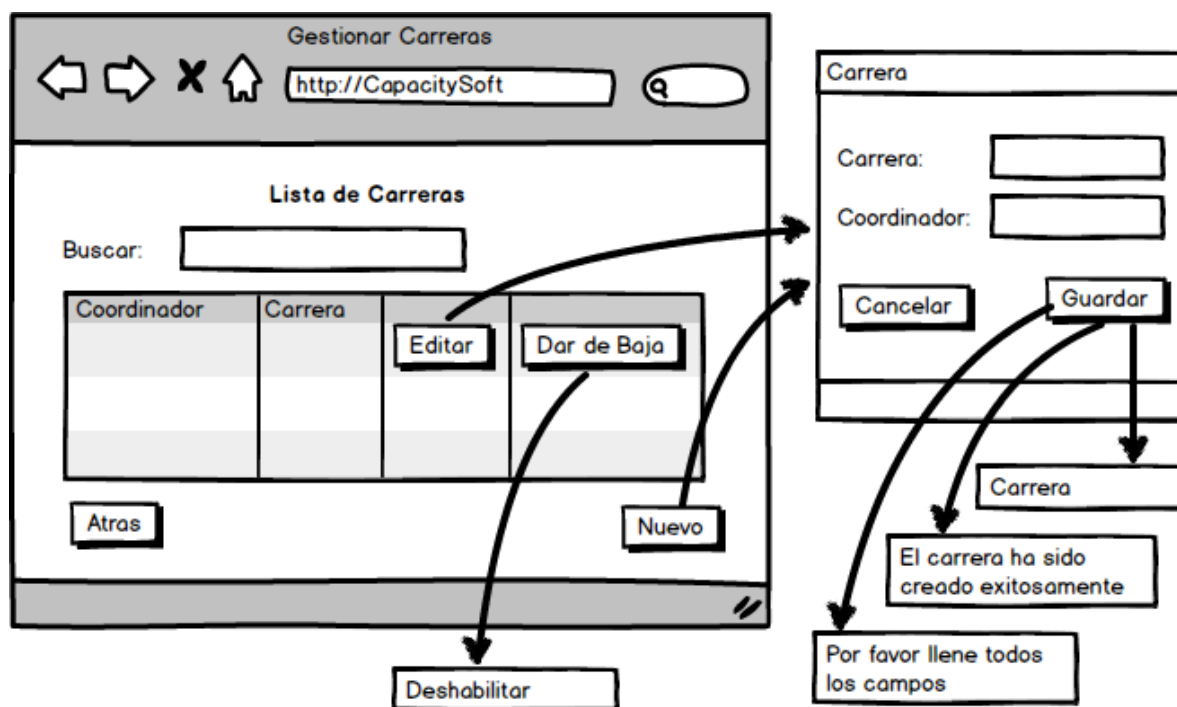 Gestionar Carreras
http://CapacitySoft
Lista de Carreras
Buscar:
Coordinador Carrera
Editar Dar de Baja
Atras
Nuevo
Deshabilitar
Carrera
Carrera:
Coordinador:
Cancelar
Guardar
Carrera
El carrera ha sido
creado exitosamente
Por favor llene todos
los campos